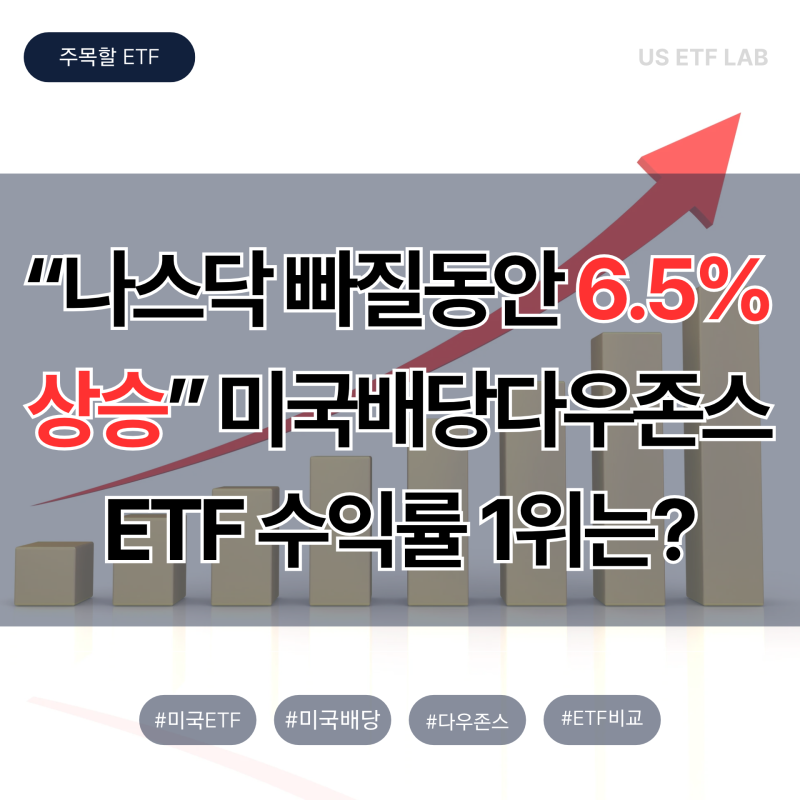 주목할 ETF
US ETF LAB
“나스닥 빠질동안 6.5%
상승” 미국배당다우존스
ETF 수익률 1위는?
#미국ETF #미국배당 #다우존스 #ETF비교